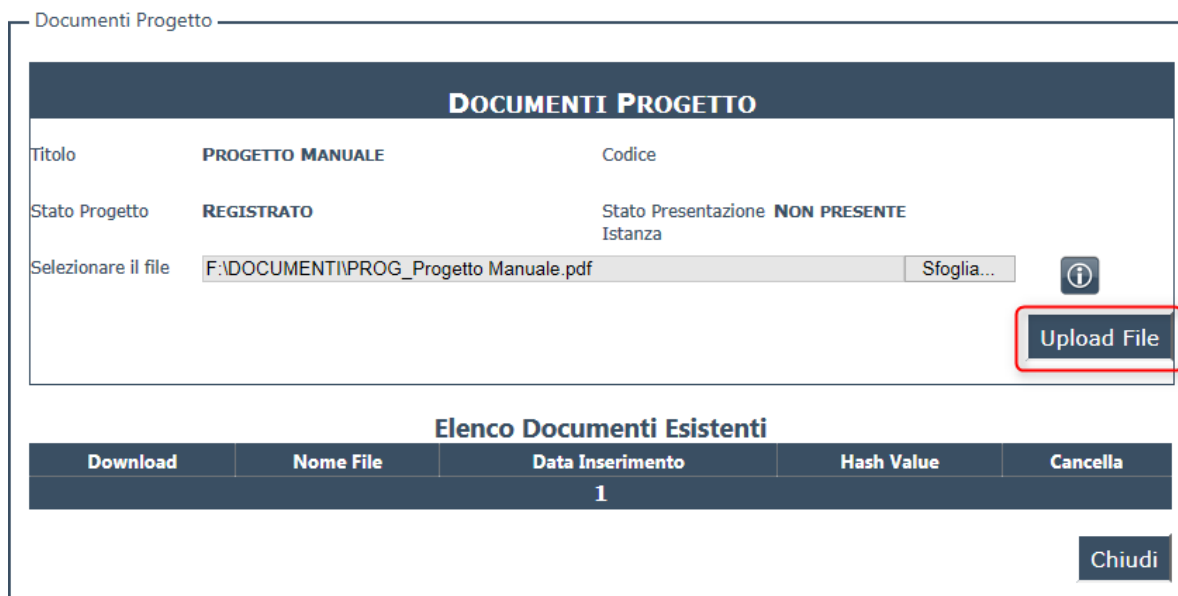 Documenti Progetto
DOCUMENTI PROGETTO
Titolo PROGETTO MANUALE Codice
Stato Progetto REGISTRATO Stato Presentazione NON PRESENTE
Istanza
Selezionare il file F:\DOCUMENTI\PROG_Progetto Manuale.pdf Sfoglia...
Upload File
Elenco Documenti Esistenti
Download Nome File Data Inserimento Hash Value Cancella
1
Chiudi